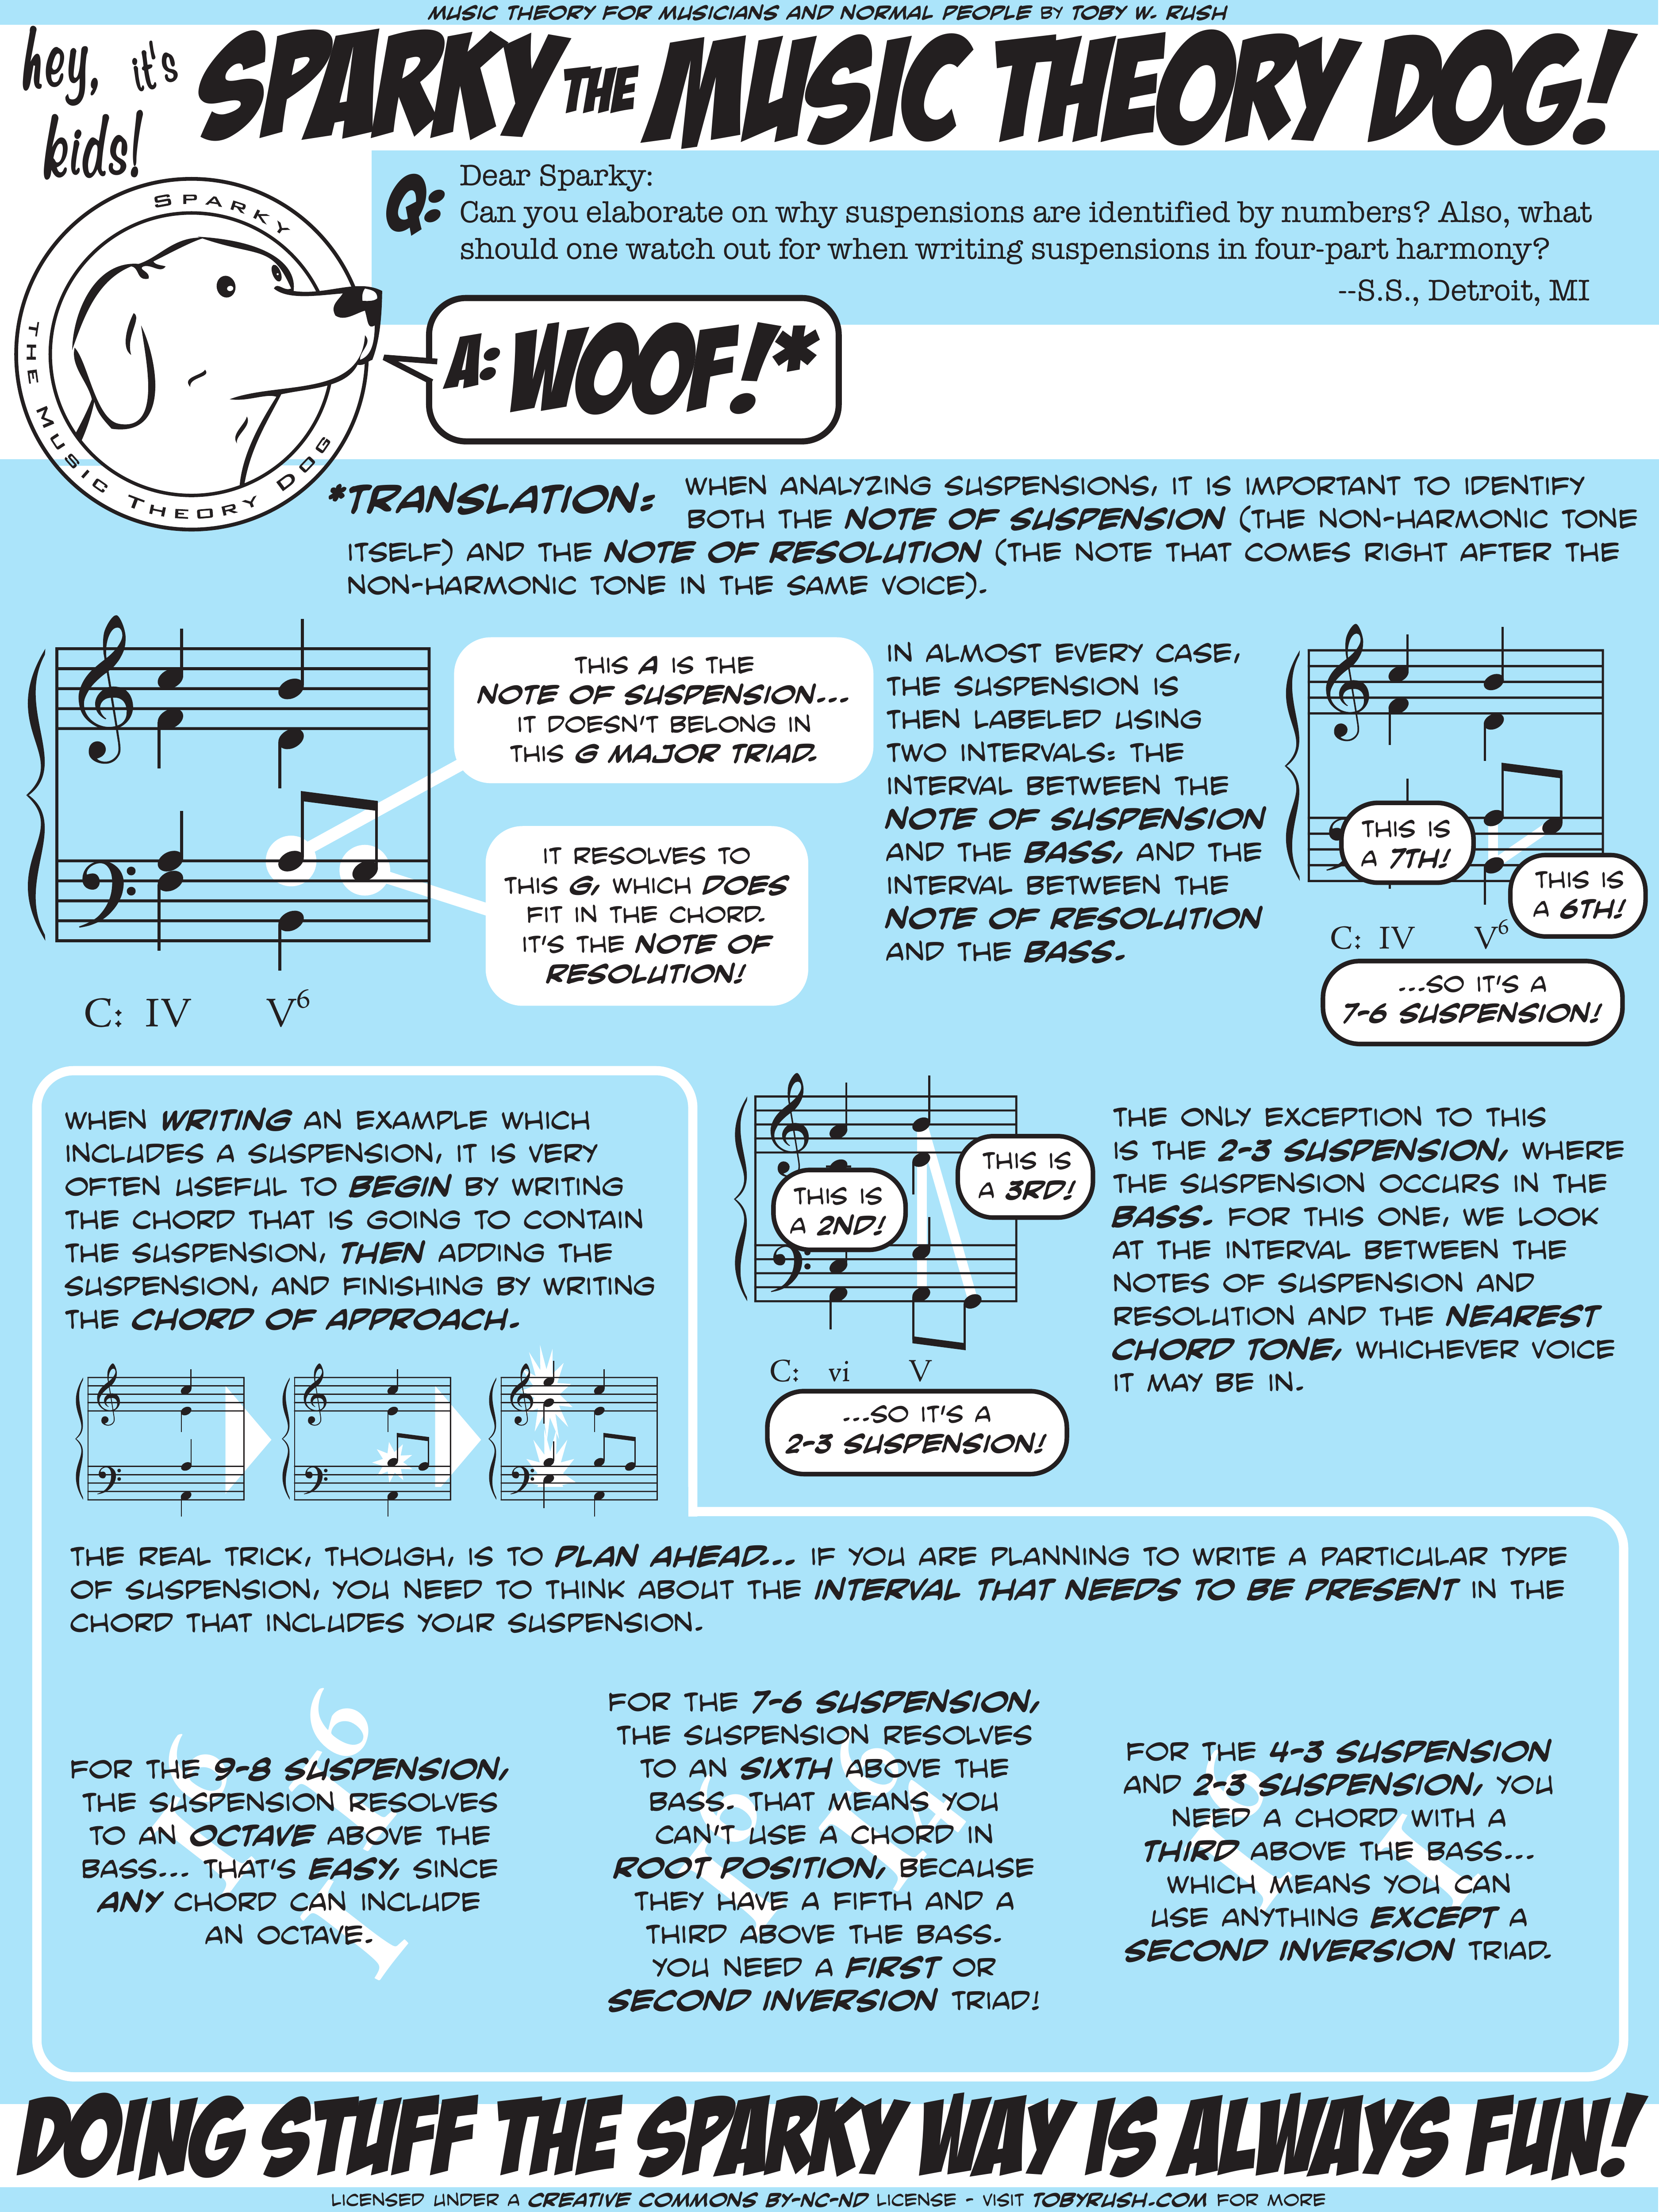 MUSIC THEORY FOR MUSICIANS AND NORMAL PEOPLE BY TOBY W. RUSH
hey, it's
kids!
SPARKY THE MUSIC THEORY DOG!
SPARKY
THE MUSIC THEORY DOG
Q: Dear Sparky:
Can you elaborate on why suspensions are identified by numbers? Also, what
should one watch out for when writing suspensions in four-part harmony?
--S.S., Detroit, MI
A: WOOF!*
*TRANSLATION: WHEN ANALYZING SUSPENSIONS, IT IS IMPORTANT TO IDENTIFY
BOTH THE NOTE OF SUSPENSION (THE NON-HARMONIC TONE
ITSELF) AND THE NOTE OF RESOLUTION (THE NOTE THAT COMES RIGHT AFTER THE
NON-HARMONIC TONE IN THE SAME VOICE).
THIS A IS THE
NOTE OF SUSPENSION...
IT DOESN'T BELONG IN
THIS G MAJOR TRIAD.
IT RESOLVES TO
THIS G, WHICH DOES
FIT IN THE CHORD.
IT'S THE NOTE OF
RESOLUTION!
C: IV V6
IN ALMOST EVERY CASE,
THE SUSPENSION IS
THEN LABELED USING
TWO INTERVALS: THE
INTERVAL BETWEEN THE
NOTE OF SUSPENSION
AND THE BASS, AND THE
INTERVAL BETWEEN THE
NOTE OF RESOLUTION
AND THE BASS.
THIS IS
A 7TH!
THIS IS
A 6TH!
C: IV V6
...SO IT'S A
7-6 SUSPENSION!
WHEN WRITING AN EXAMPLE WHICH
INCLUDES A SUSPENSION, IT IS VERY
OFTEN USEFUL TO BEGIN BY WRITING
THE CHORD THAT IS GOING TO CONTAIN
THE SUSPENSION, THEN ADDING THE
SUSPENSION, AND FINISHING BY WRITING
THE CHORD OF APPROACH.
THIS IS
A 2ND!
THIS IS
A 3RD!
C: vi V
...SO IT'S A
2-3 SUSPENSION!
THE ONLY EXCEPTION TO THIS
IS THE 2-3 SUSPENSION, WHERE
THE SUSPENSION OCCURS IN THE
BASS. FOR THIS ONE, WE LOOK
AT THE INTERVAL BETWEEN THE
NOTES OF SUSPENSION AND
RESOLUTION AND THE NEAREST
CHORD TONE, WHICHEVER VOICE
IT MAY BE IN.
THE REAL TRICK, THOUGH, IS TO PLAN AHEAD... IF YOU ARE PLANNING TO WRITE A PARTICULAR TYPE
OF SUSPENSION, YOU NEED TO THINK ABOUT THE INTERVAL THAT NEEDS TO BE PRESENT IN THE
CHORD THAT INCLUDES YOUR SUSPENSION.
FOR THE 9-8 SUSPENSION,
THE SUSPENSION RESOLVES
TO AN OCTAVE ABOVE THE
BASS... THAT'S EASY, SINCE
ANY CHORD CAN INCLUDE
AN OCTAVE.
FOR THE 7-6 SUSPENSION,
THE SUSPENSION RESOLVES
TO AN SIXTH ABOVE THE
BASS. THAT MEANS YOU
CAN'T USE A CHORD IN
ROOT POSITION, BECAUSE
THEY HAVE A FIFTH AND A
THIRD ABOVE THE BASS.
YOU NEED A FIRST OR
SECOND INVERSION TRIAD!
FOR THE 4-3 SUSPENSION
AND 2-3 SUSPENSION, YOU
NEED A CHORD WITH A
THIRD ABOVE THE BASS...
WHICH MEANS YOU CAN
USE ANYTHING EXCEPT A
SECOND INVERSION TRIAD.
DOING STUFF THE SPARKY WAY IS ALWAYS FUN!
LICENSED UNDER A CREATIVE COMMONS BY-NC-ND LICENSE - VISIT TOBYRUSH.COM FOR MORE